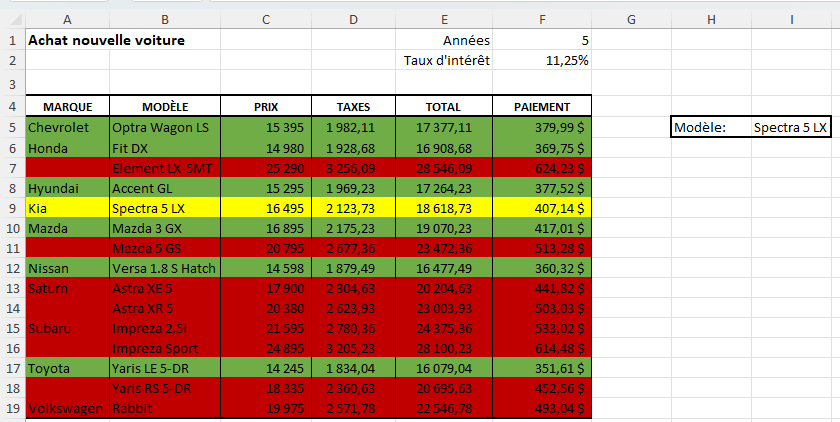 A B C D E F G H I
1 Achat nouvelle voiture Années 5
2 Taux d'intérêt 11,25%
3
4 MARQUE MODÈLE PRIX TAXES TOTAL PAIEMENT
5 Chevrolet Optra Wagon LS 15 395 1 982,11 17 377,11 379,99 $ Modèle: Spectra 5 LX
6 Honda Fit DX 14 980 1 928,68 16 908,68 369,75 $
7 Element LX-5MT 25 290 3 256,09 28 546,09 624,23 $
8 Hyundai Accent GL 15 295 1 969,23 17 264,23 377,52 $
9 Kia Spectra 5 LX 16 495 2 123,73 18 618,73 407,14 $
10 Mazda Mazda 3 GX 16 895 2 175,23 19 070,23 417,01 $
11 Mazda 5 GS 20 795 2 677,36 23 472,36 513,28 $
12 Nissan Versa 1.8 S Hatch 14 598 1 879,49 16 477,49 360,32 $
13 Saturn Astra XE 5 17 900 2 304,63 20 204,63 441,82 $
14 Astra XR 5 20 380 2 623,93 23 003,93 503,03 $
15 Subaru Impreza 2.5i 21 595 2 780,36 24 375,36 533,02 $
16 Impreza Sport 24 895 3 205,23 28 100,23 614,48 $
17 Toyota Yaris LE 5-DR 14 245 1 834,04 16 079,04 351,61 $
18 Yaris RS 5-DR 18 335 2 360,63 20 695,63 452,56 $
19 Volkswagen Rabbit 19 975 2 571,78 22 546,78 493,04 $